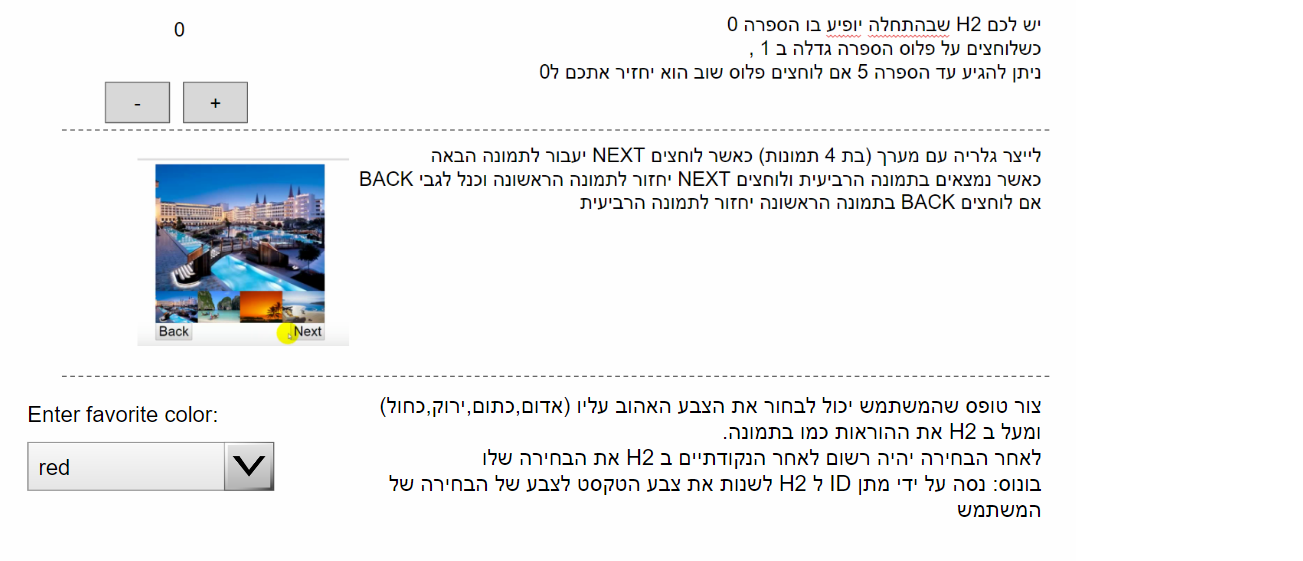 יש לכם H2 שבהתחלה יופיע בו הספרה 0
כשלוחצים על פלוס הספרה גדלה ב 1 ,
ניתן להגיע עד הספרה 5 אם לוחצים פלוס שוב הוא יחזיר אתכם ל0
0
-
+
לייצר גלריה עם מערך (בת 4 תמונות) כאשר לוחצים NEXT יעבור לתמונה הבאה
כאשר נמצאים בתמונה הרביעית ולוחצים NEXT יחזור לתמונה הראשונה וכנל לגבי BACK
אם לוחצים BACK בתמונה הראשונה יחזור לתמונה הרביעית
Back
Next
צור טופס שהמשתמש יכול לבחור את הצבע האהוב עליו (אדום,כתום,ירוק,כחול)
ומעל ב H2 את ההוראות כמו בתמונה.
לאחר הבחירה יהיה רשום לאחר הנקודתיים ב H2 את הבחירה שלו
בונוס: נסה על ידי מתן ID ל H2 לשנות את צבע הטקסט לצבע של הבחירה של
המשתמש
Enter favorite color:
red